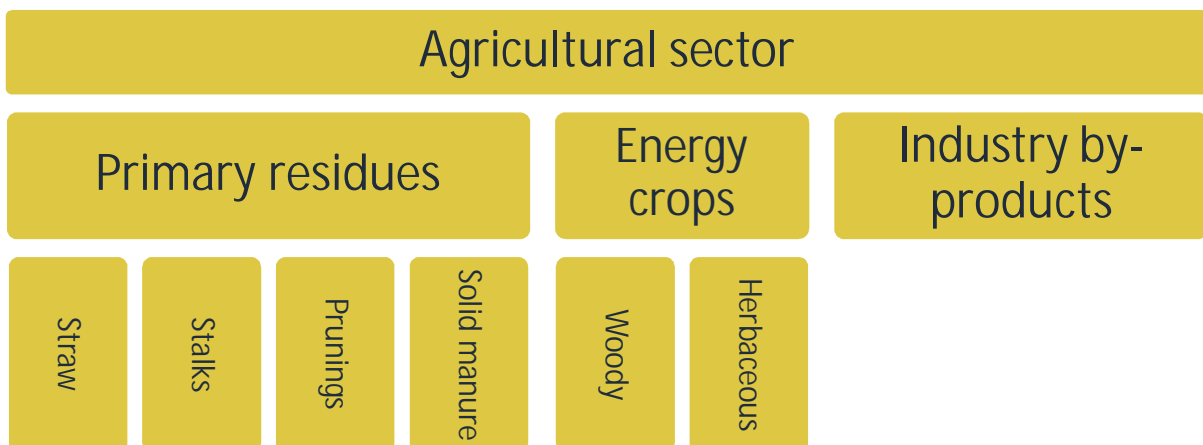 Agricultural sector
Primary residues
Energy
crops
Industry by-
products
Straw
Stalks
Prunings
Solid manure
Woody
Herbaceous